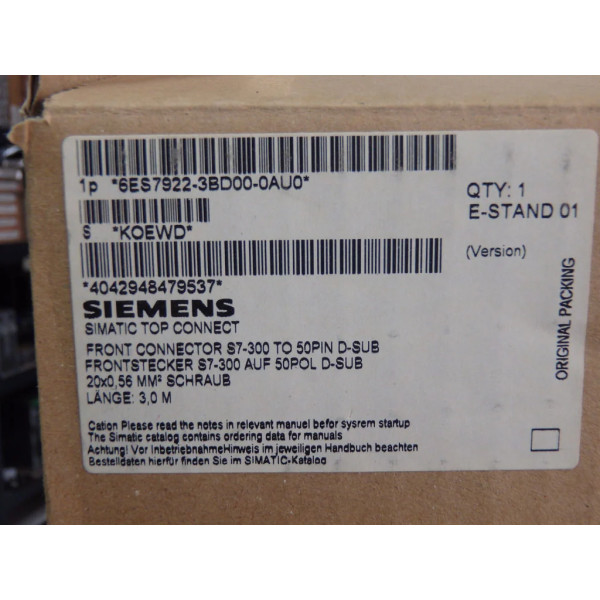 1p *6ES7922-3BD00-0AU0*
QTY: 1
E-STAND 01
S *KOEWD*
(Version)
*4042948479537*
SIEMENS
SIMATIC TOP CONNECT
FRONT CONNECTOR S7-300 TO 50PIN D-SUB
FRONTSTECKER S7-300 AUF 50POL D-SUB
20x0,56 MM² SCHRAUB
LÄNGE: 3,0 M
ORIGINAL PACKING
Cation Please read the notes in relevant manuel befor sysrem startup
The Simatic catalog contains ordering data for manuals
Achtung! Vor InbetriebnahmeHinweis im jeweiligen Handbuch beachten
Bestelldaten hierfür finden Sie im SIMATIC-Katalog